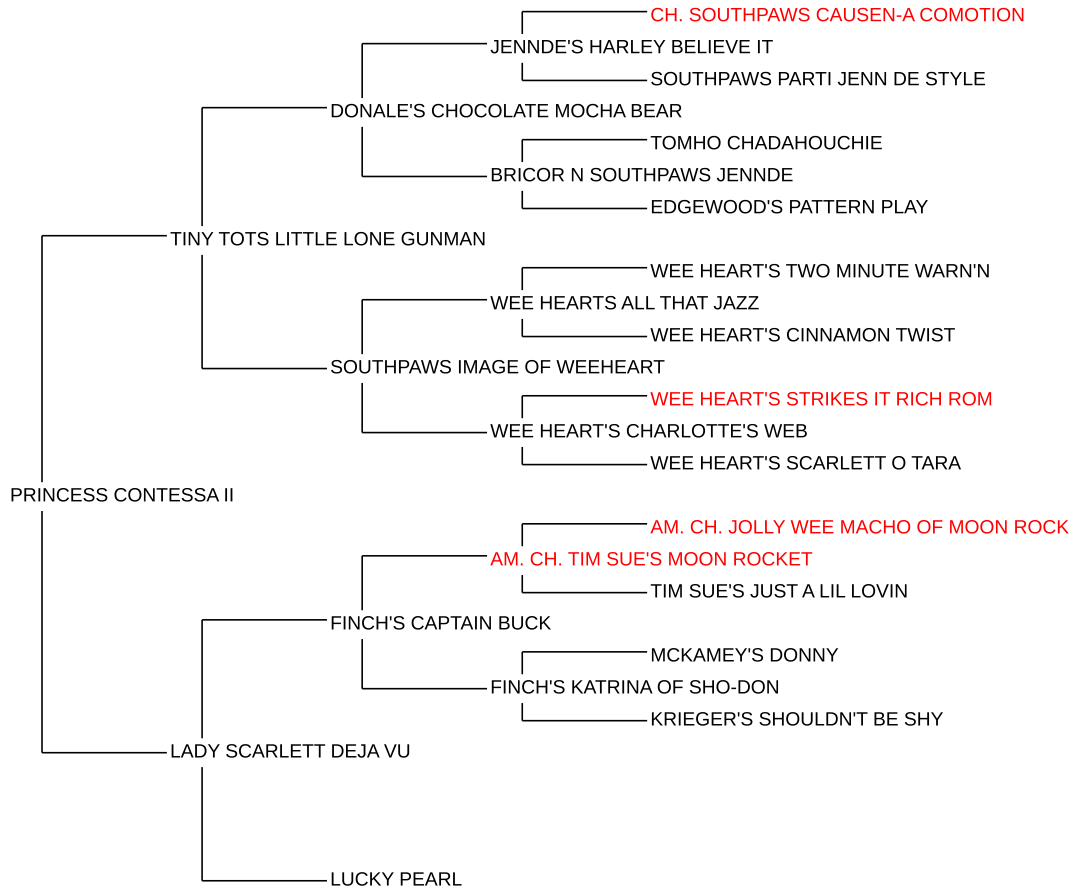 CH. SOUTHPAWS CAUSEN-A COMOTION
JENNDE'S HARLEY BELIEVE IT
SOUTHPAWS PARTI JENN DE STYLE
DONALE'S CHOCOLATE MOCHA BEAR
TOMHO CHADAHOUCHIE
BRICOR N SOUTHPAWS JENNDE
EDGEWOOD'S PATTERN PLAY
TINY TOTS LITTLE LONE GUNMAN
WEE HEART'S TWO MINUTE WARN'N
WEE HEARTS ALL THAT JAZZ
WEE HEART'S CINNAMON TWIST
SOUTHPAWS IMAGE OF WEEHEART
WEE HEART'S STRIKES IT RICH ROM
WEE HEART'S CHARLOTTE'S WEB
WEE HEART'S SCARLETT O TARA
PRINCESS CONTESSA II
AM. CH. JOLLY WEE MACHO OF MOON ROCK
AM. CH. TIM SUE'S MOON ROCKET
TIM SUE'S JUST A LIL LOVIN
FINCH'S CAPTAIN BUCK
MCKAMEY'S DONNY
FINCH'S KATRINA OF SHO-DON
KRIEGER'S SHOULDN'T BE SHY
LADY SCARLETT DEJA VU
LUCKY PEARL